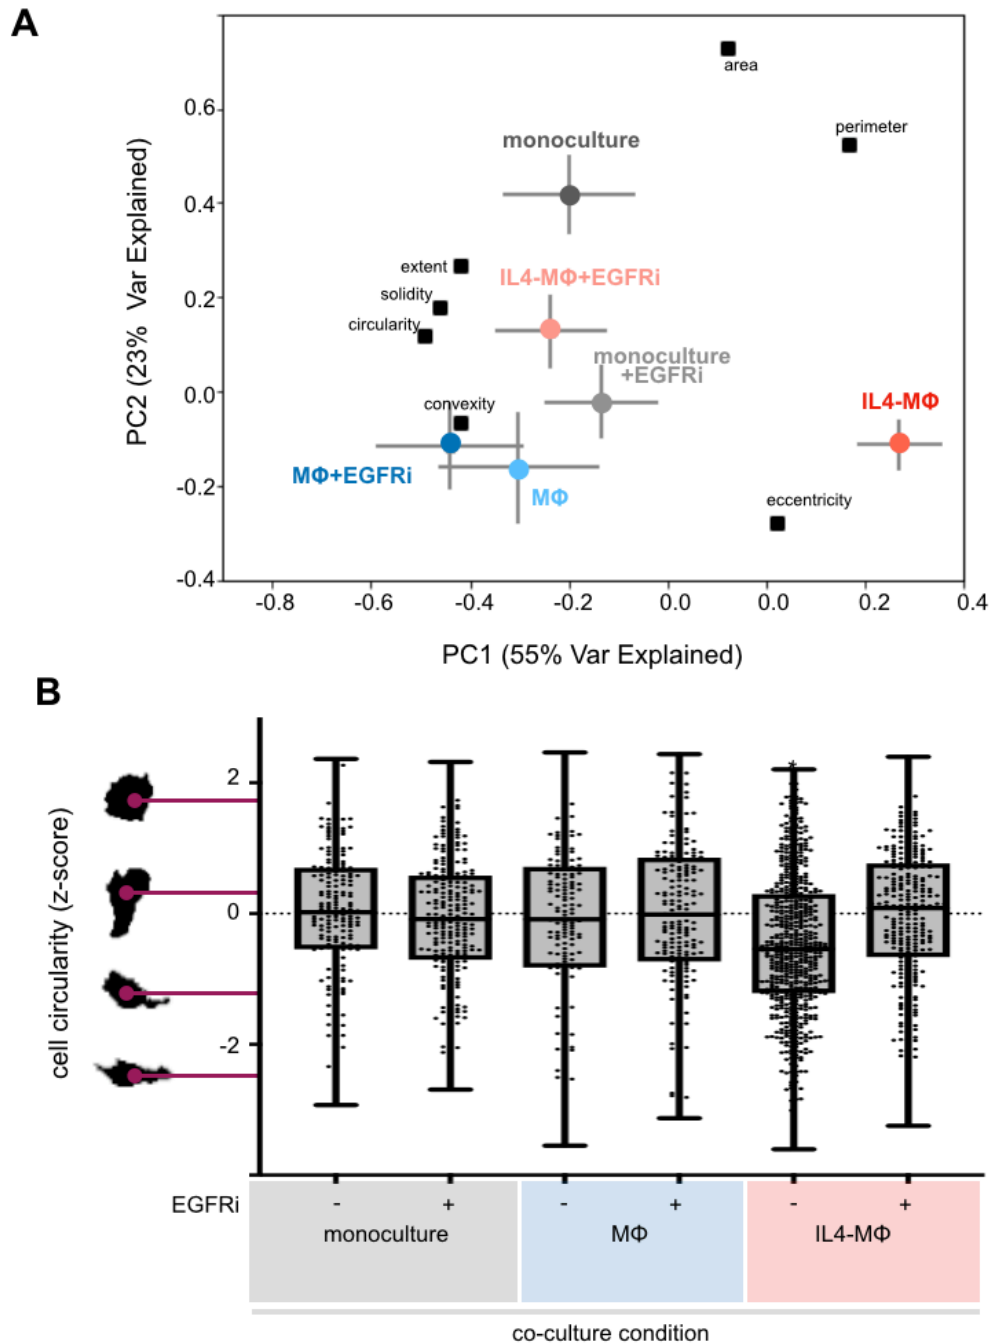 A
PC2 (23% Var Explained)
0.6
0.4
0.2
0.0
-0.2
-0.4
area
perimeter
monoculture
extent
IL4-MΦ+EGFRi
solidity
circularity
monoculture
+EGFRi
convexity
IL4-MΦ
MΦ+EGFRi
MΦ
eccentricity
-0.8
-0.6
-0.4
-0.2
0.0
0.0
0.2
0.4
PC1 (55% Var Explained)
B
cell circularity (z-score)
2
0
-2
EGFRi
-
+
-
+
-
+
monoculture
MΦ
IL4-MΦ
co-culture condition